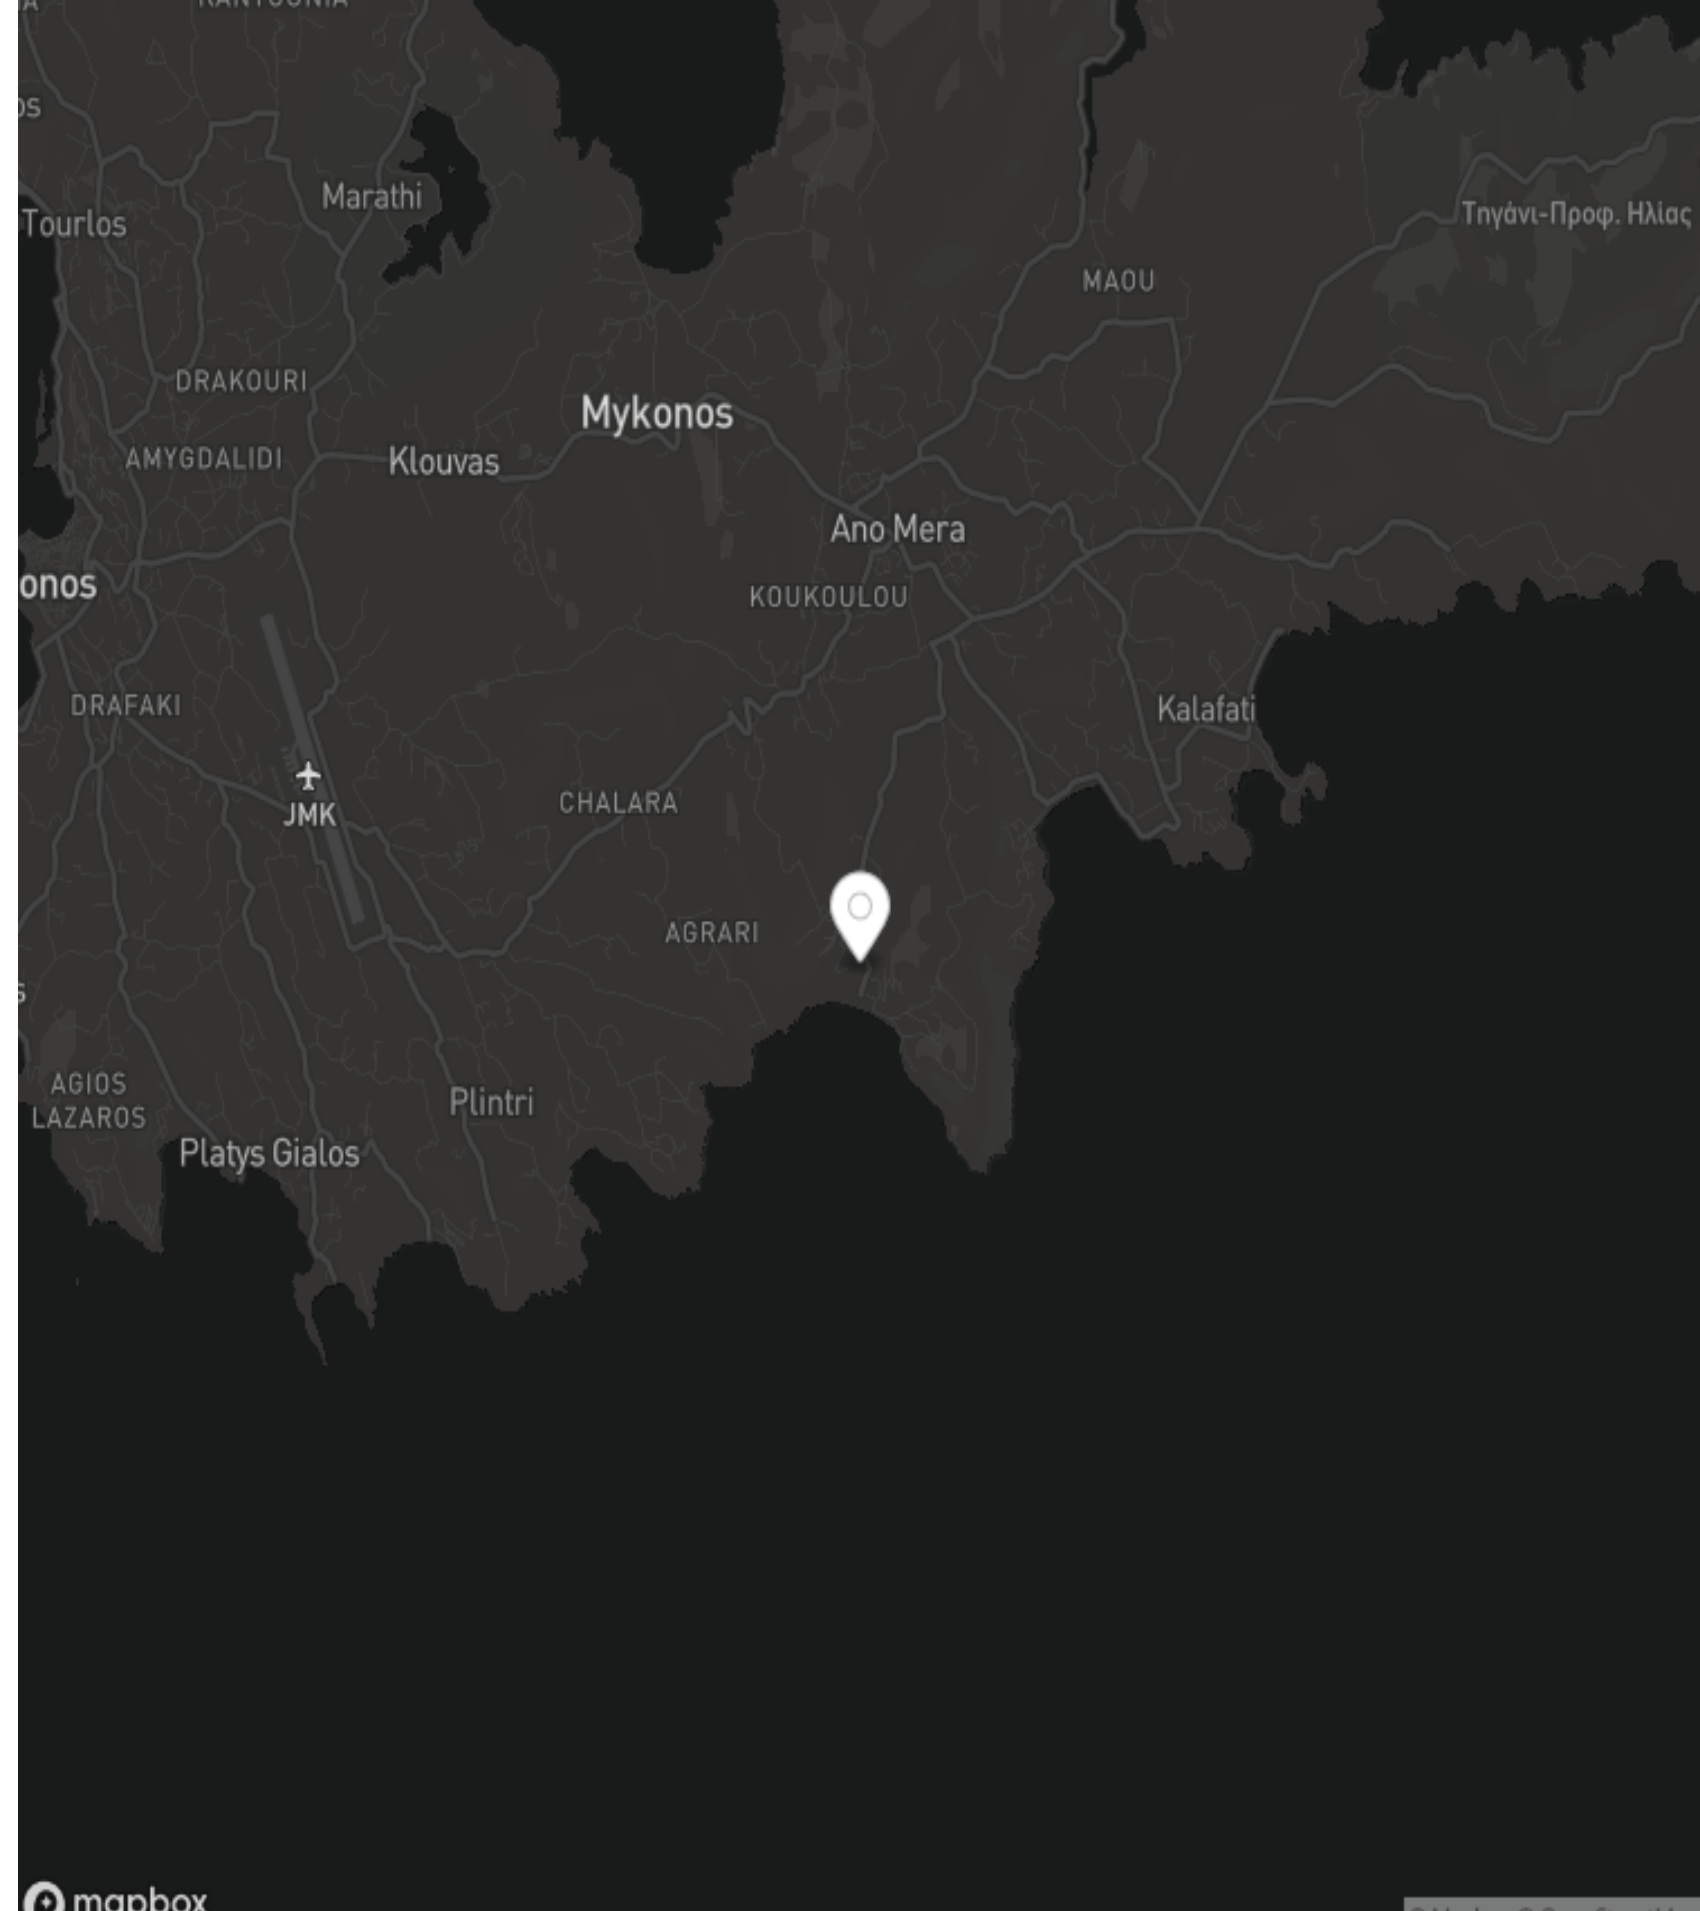 Marathi
Tourlos
Τηγάνι-Προφ. Ηλίας
MAOU
DRAKOURI
Mykonos
AMYGDALIDI
Klouvas
Ano Mera
onos
KOUKOULOU
DRAFAKI
Kalafati
JMK
CHALARA
AGRARI
AGIOS
LAZAROS
Plintri
Platys Gialos
mapbox